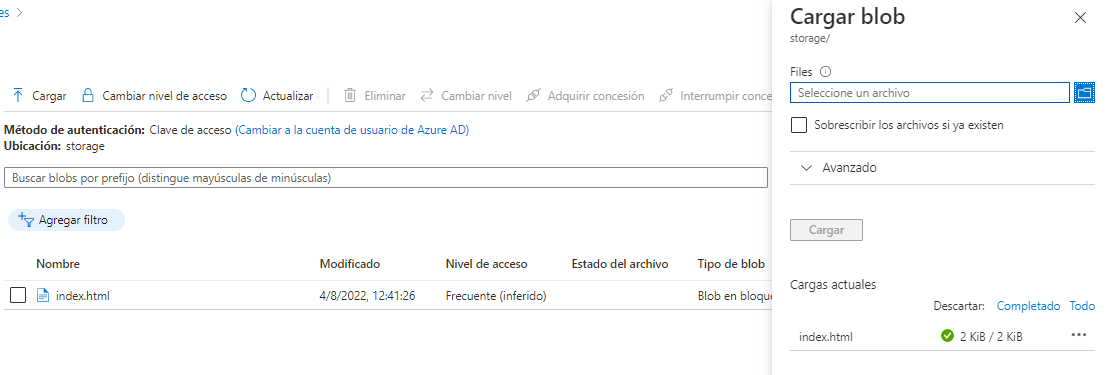 es >
Cargar Cambiar nivel de acceso Actualizar Eliminar Cambiar nivel Adquirir concesión Interrumpir conce
Método de autenticación: Clave de acceso (Cambiar a la cuenta de usuario de Azure AD)
Ubicación: storage
Buscar blobs por prefijo (distingue mayúsculas de minúsculas)
Agregar filtro
Nombre Modificado Nivel de acceso Estado del archivo Tipo de blob
index.html 4/8/2022, 12:41:26 Frecuente (inferido) Blob en bloque
Cargar blob
storage/
Files
Seleccione un archivo
Sobrescribir los archivos si ya existen
Avanzado
Cargar
Cargas actuales
Descartar: Completado Todo
index.html 2 KiB / 2 KiB